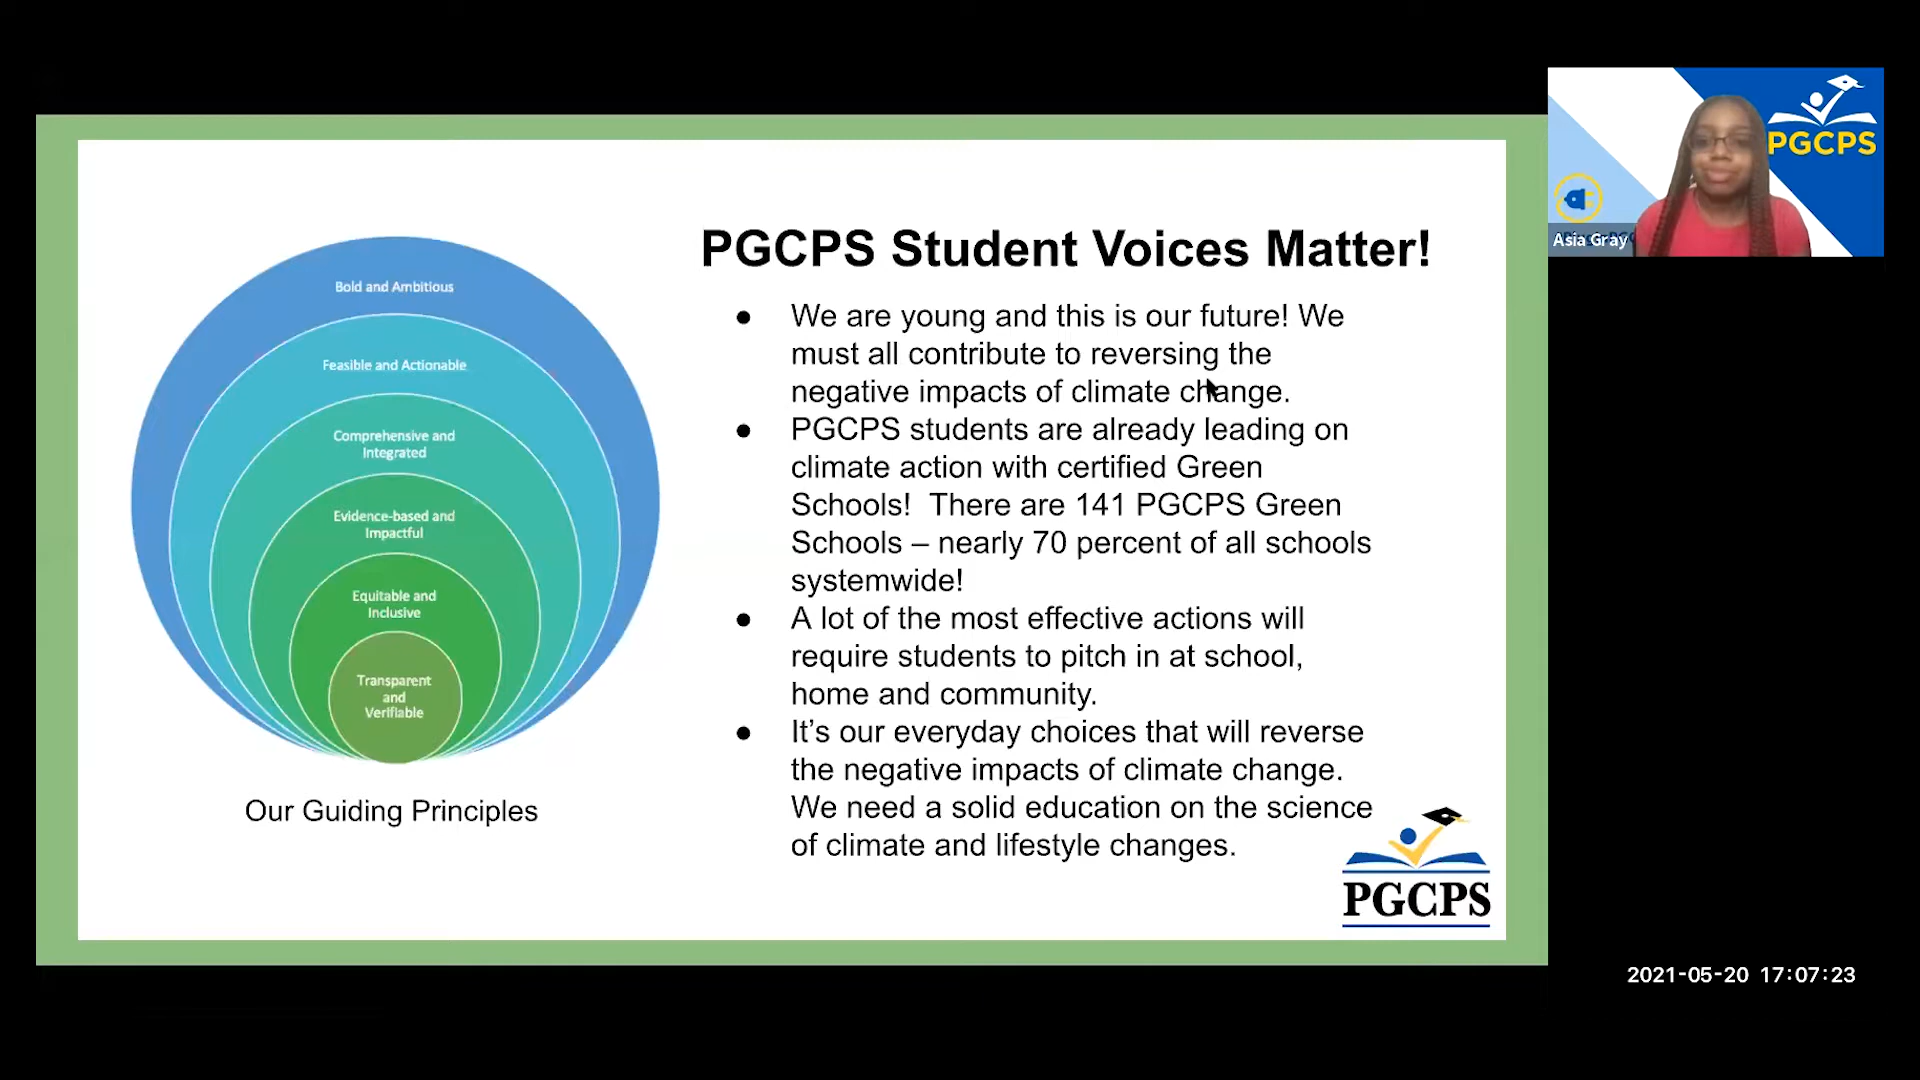 PGCPS
Asia Gray
PGCPS Student Voices Matter!
Bold and Ambitious
Feasible and Actionable
Comprehensive and
Integrated
Evidence-based and
Impactful
Equitable and
Inclusive
Transparent
and
Verifiable
Our Guiding Principles
● We are young and this is our future! We
must all contribute to reversing the
negative impacts of climate change.
● PGCPS students are already leading on
climate action with certified Green
Schools!  There are 141 PGCPS Green
Schools – nearly 70 percent of all schools
systemwide!
● A lot of the most effective actions will
require students to pitch in at school,
home and community.
● It’s our everyday choices that will reverse
the negative impacts of climate change.
We need a solid education on the science
of climate and lifestyle changes.
PGCPS
2021-05-20 17:07:23